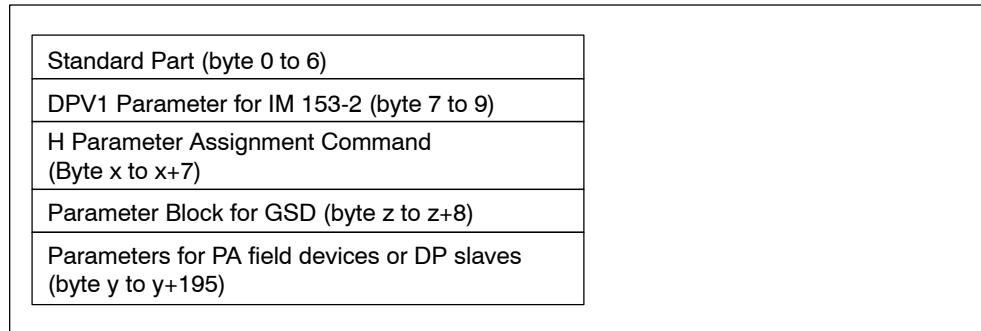 Standard Part (byte 0 to 6)
DPV1 Parameter for IM 153-2 (byte 7 to 9)
H Parameter Assignment Command
(Byte x to x+7)
Parameter Block for GSD (byte z to z+8)
Parameters for PA field devices or DP slaves
(byte y to y+195)